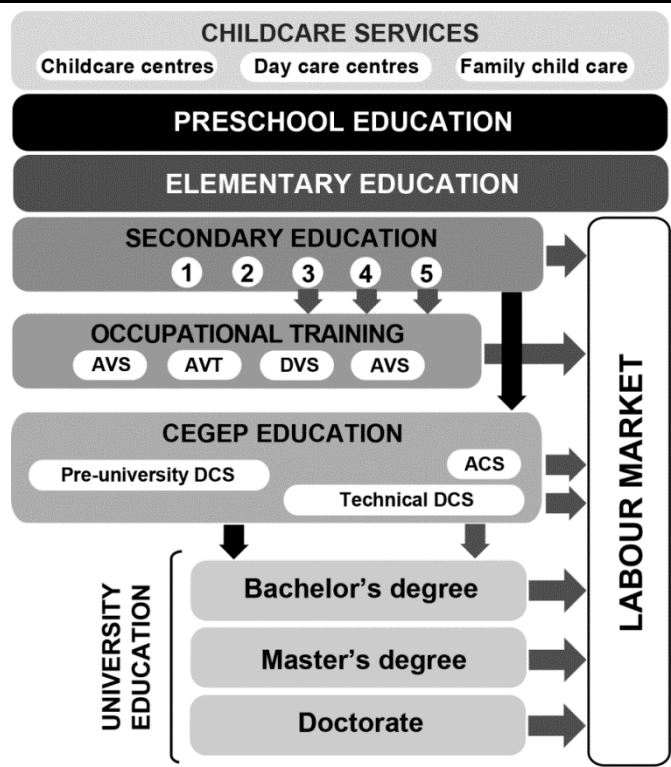 CHILDCARE SERVICES
Childcare centres Day care centres Family child care
PRESCHOOL EDUCATION
ELEMENTARY EDUCATION
SECONDARY EDUCATION
1 2 3 4 5
OCCUPATIONAL TRAINING
AVS AVT DVS AVS
CEGEP EDUCATION
Pre-university DCS
ACS
Technical DCS
UNIVERSITY
EDUCATION
Bachelor's degree
Master's degree
Doctorate
LABOUR MARKET